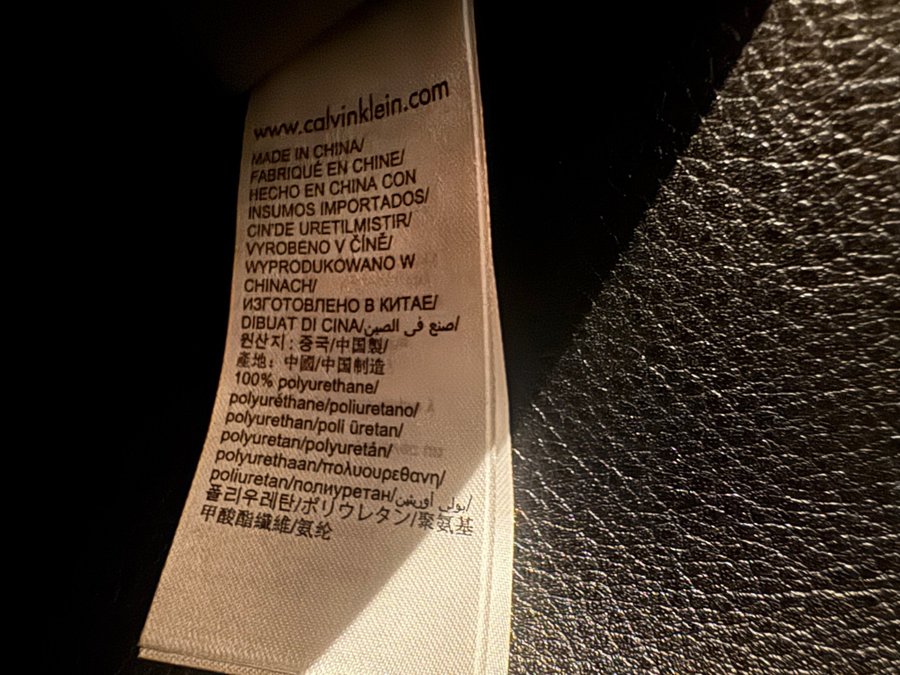 www.calvinklein.com
MADE IN CHINA/
FABRIQUÉ EN CHINE/
HECHO EN CHINA CON
INSUMOS IMPORTADOS/
CIN'DE URETILMISTIR/
VYROBENO V ČÍNĚ/
WYPRODUKOWANO W
CHINACH/
ИЗГОТОВЛЕНО В КИТАЕ/
DIBUAT DI CINA/صنع في الصين/
원산지: 중국/中国製/
產地: 中國/中国制造
100% polyurethane/
polyuréthane/poliuretano/
polyurethan/poli üretan/
polyuretan/polyuretán/
polyurethaan/πολυουρεθανη/
poliuretan/полиуретан/بولي أوريثين/
폴리우레탄/ポリウレタン/聚氨基
甲酸酯纖維/氨纶